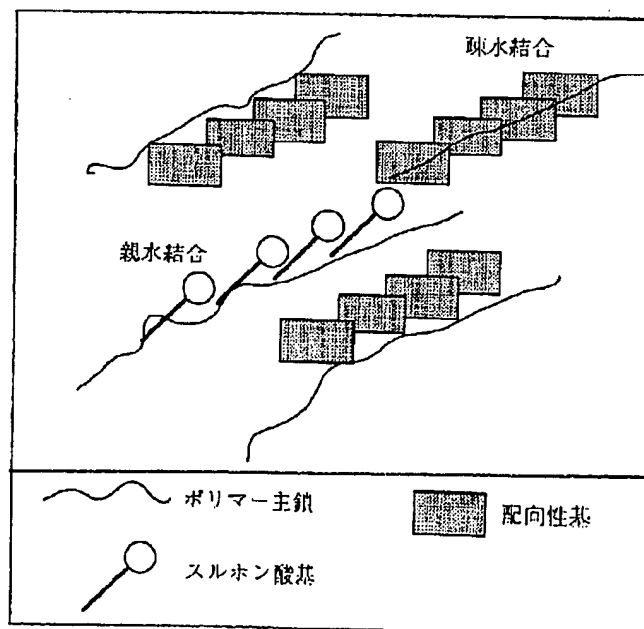 疎水結合
親水結合
ポリマー主鎖
配向性基
スルホン酸基